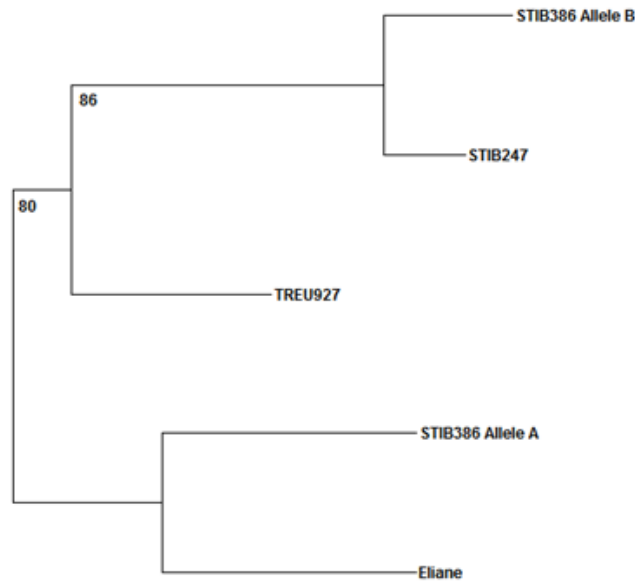 STIB386 Allele B
86
STIB247
80
TREU927
STIB386 Allele A
Eliane